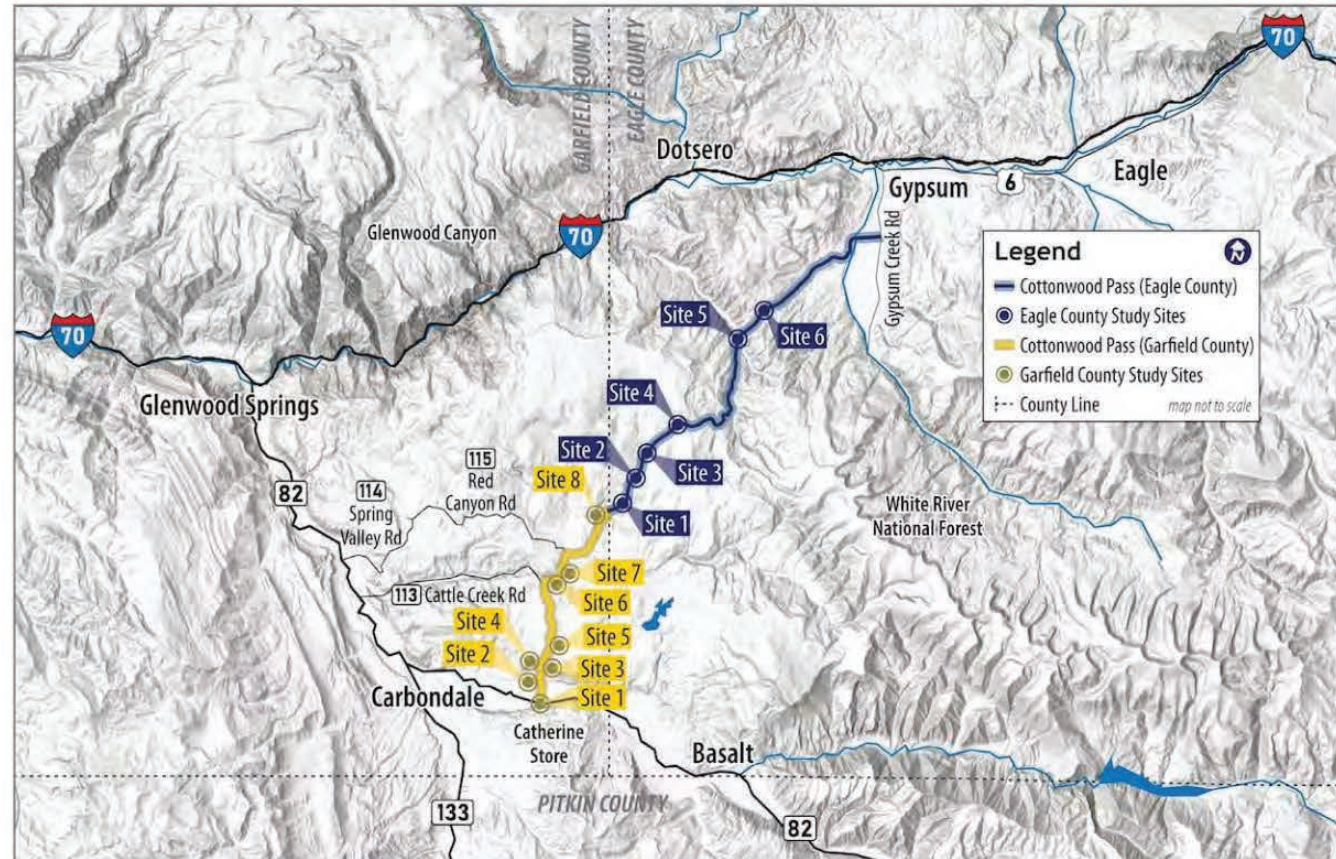 70
GARFIELD COUNTY
EAGLE COUNTY
Dotsero
Gypsum
6
Eagle
Glenwood Canyon
70
Gypsum Creek Rd
Legend
N
Cottonwood Pass (Eagle County)
Eagle County Study Sites
Cottonwood Pass (Garfield County)
Garfield County Study Sites
County Line
map not to scale
70
Site 5
Site 6
Glenwood Springs
Site 4
Site 2
Site 3
115
Red
Canyon Rd
Site 8
82
114
Spring
Valley Rd
Site 1
White River
National Forest
Site 7
113 Cattle Creek Rd
Site 6
Site 4
Site 5
Site 2
Site 3
Carbondale
Site 1
Catherine
Store
Basalt
PITKIN COUNTY
133
82